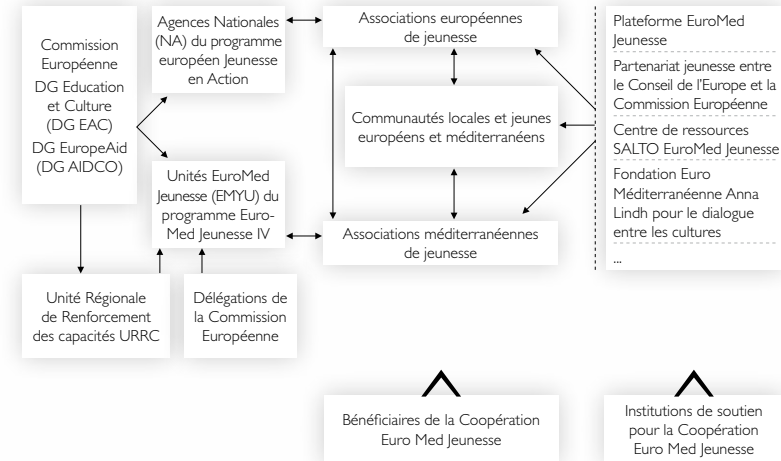 Commission
Européenne
DG Education
et Culture
(DG EAC)
DG EuropeAid
(DG AIDCO)
Agences Nationales
(NA) du programme
européen Jeunesse
en Action
Unités EuroMed
Jeunesse (EMYU) du
programme Euro-
Med Jeunesse IV
Unité Régionale
de Renforcement
des capacités URRC
Délégations de
la Commission
Européenne
Associations européennes
de jeunesse
Communautés locales et jeunes
européens et méditerranéens
Associations méditerranéennes
de jeunesse
Plateforme EuroMed
Jeunesse
Partenariat jeunesse entre
le Conseil de l'Europe et la
Commission Européenne
Centre de ressources
SALTO EuroMed Jeunesse
Fondation Euro
Méditerranéenne Anna
Lindh pour le dialogue
entre les cultures
...
Bénéficiaires de la Coopération
Euro Med Jeunesse
Institutions de soutien
pour la Coopération
Euro Med Jeunesse